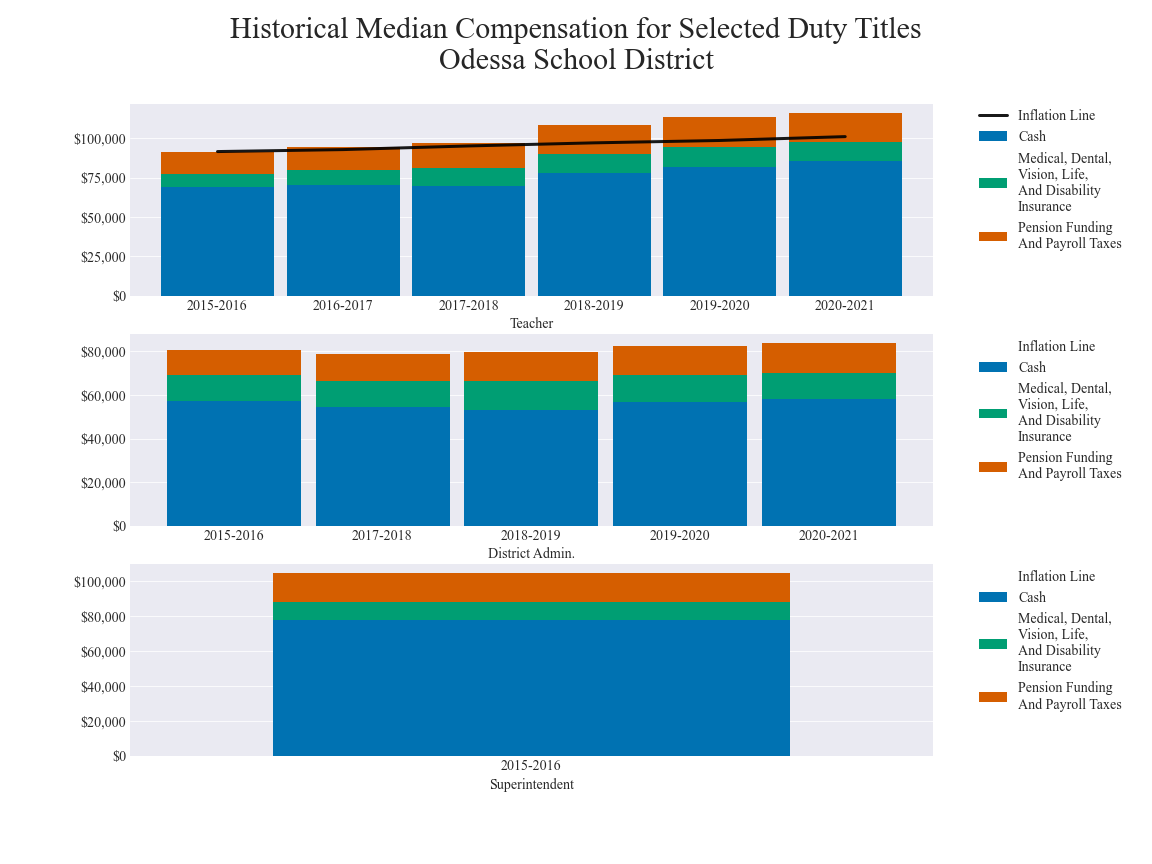 Historical Median Compensation for Selected Duty Titles
Odessa School District
$100,000
$75,000
$50,000
$25,000
$0
2015-2016 2016-2017 2017-2018 2018-2019 2019-2020 2020-2021
Teacher
Inflation Line
Cash
Medical, Dental,
Vision, Life,
And Disability
Insurance
Pension Funding
And Payroll Taxes
$80,000
$60,000
$40,000
$20,000
$0
2015-2016 2017-2018 2018-2019 2019-2020 2020-2021
District Admin.
Inflation Line
Cash
Medical, Dental,
Vision, Life,
And Disability
Insurance
Pension Funding
And Payroll Taxes
$100,000
$80,000
$60,000
$40,000
$20,000
$0
2015-2016
Superintendent
Inflation Line
Cash
Medical, Dental,
Vision, Life,
And Disability
Insurance
Pension Funding
And Payroll Taxes